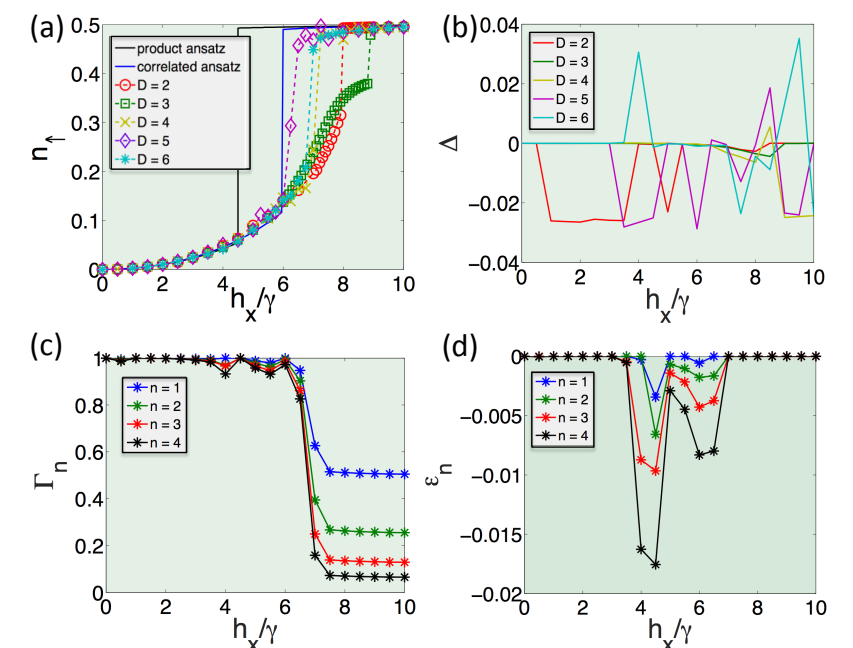 (a)
0.5
0.4
0.3
0.2
0.1
0
n↑
product ansatz
correlated ansatz
D = 2
D = 3
D = 4
D = 5
D = 6
0 2 4 6 8 10
hx/γ
(b)
0.04
0.02
0
−0.02
−0.04
Δ
D = 2
D = 3
D = 4
D = 5
D = 6
0 2 4 6 8 10
hx/γ
(c)
1
0.8
0.6
0.4
0.2
0
Γn
n = 1
n = 2
n = 3
n = 4
0 2 4 6 8 10
hx/γ
(d)
0
−0.005
−0.01
−0.015
−0.02
εn
n = 1
n = 2
n = 3
n = 4
0 2 4 6 8 10
hx/γ